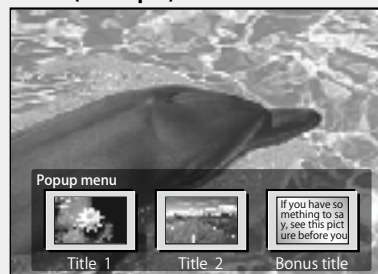 Popup menu
If you have so
mething to sa
y, see this pict
ure before you
Title 1
Title 2
Bonus title